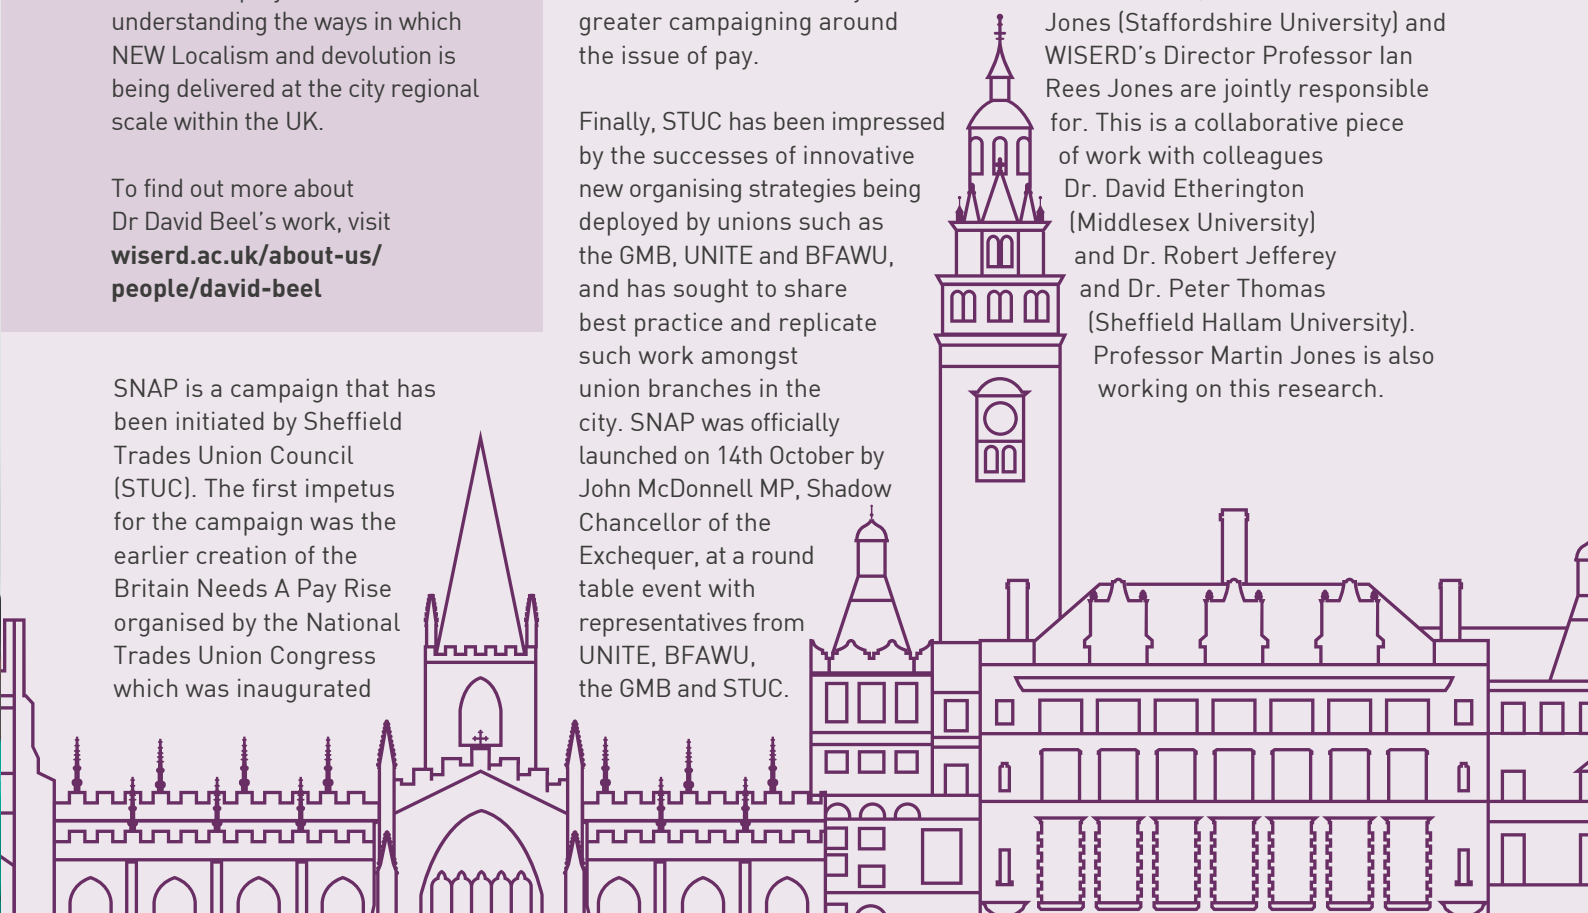 understanding the ways in which
NEW Localism and devolution is
being delivered at the city regional
scale within the UK.
To find out more about
Dr David Beel’s work, visit
wiserd.ac.uk/about-us/
people/david-beel
SNAP is a campaign that has
been initiated by Sheffield
Trades Union Council
(STUC). The first impetus
for the campaign was the
earlier creation of the
Britain Needs A Pay Rise
organised by the National
Trades Union Congress
which was inaugurated
greater campaigning around
the issue of pay.
Finally, STUC has been impressed
by the successes of innovative
new organising strategies being
deployed by unions such as
the GMB, UNITE and BFAWU,
and has sought to share
best practice and replicate
such work amongst
union branches in the
city. SNAP was officially
launched on 14th October by
John McDonnell MP, Shadow
Chancellor of the
Exchequer, at a round
table event with
representatives from
UNITE, BFAWU,
the GMB and STUC.
Jones (Staffordshire University) and
WISERD’s Director Professor Ian
Rees Jones are jointly responsible
for. This is a collaborative piece
of work with colleagues
Dr. David Etherington
(Middlesex University)
and Dr. Robert Jefferey
and Dr. Peter Thomas
(Sheffield Hallam University).
Professor Martin Jones is also
working on this research.